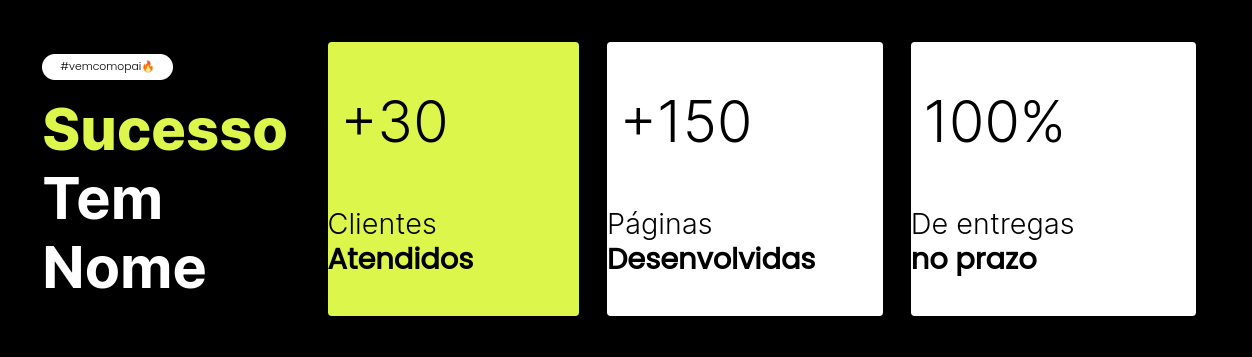 #vemcomopai🔥
Sucesso
Tem
Nome
+30
Clientes
Atendidos
+150
Páginas
Desenvolvidas
100%
De entregas
no prazo